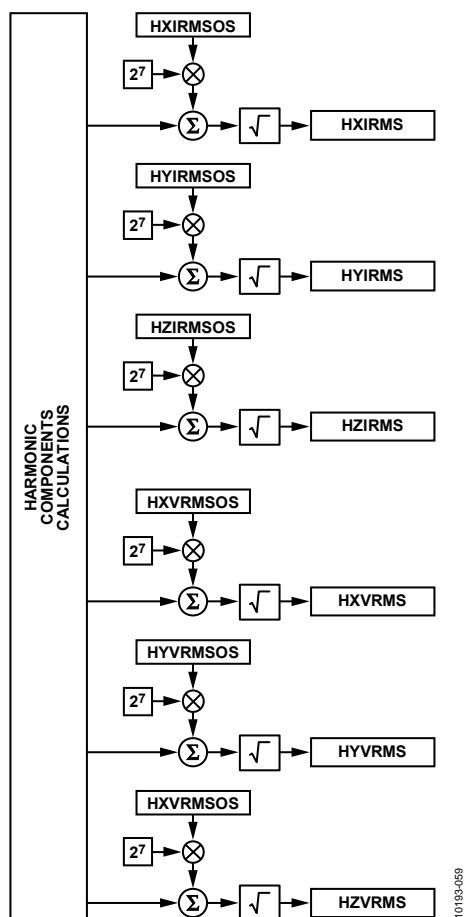 HARMONIC
COMPONENTS
CALCULATIONS
HXIRMSOS
2⁷
Σ
√
HXIRMS
HYIRMSOS
2⁷
Σ
√
HYIRMS
HZIRMSOS
2⁷
Σ
√
HZIRMS
HXVRMSOS
2⁷
Σ
√
HXVRMS
HYVRMSOS
2⁷
Σ
√
HYVRMS
HXVRMSOS
2⁷
Σ
√
HZVRMS
10193-059